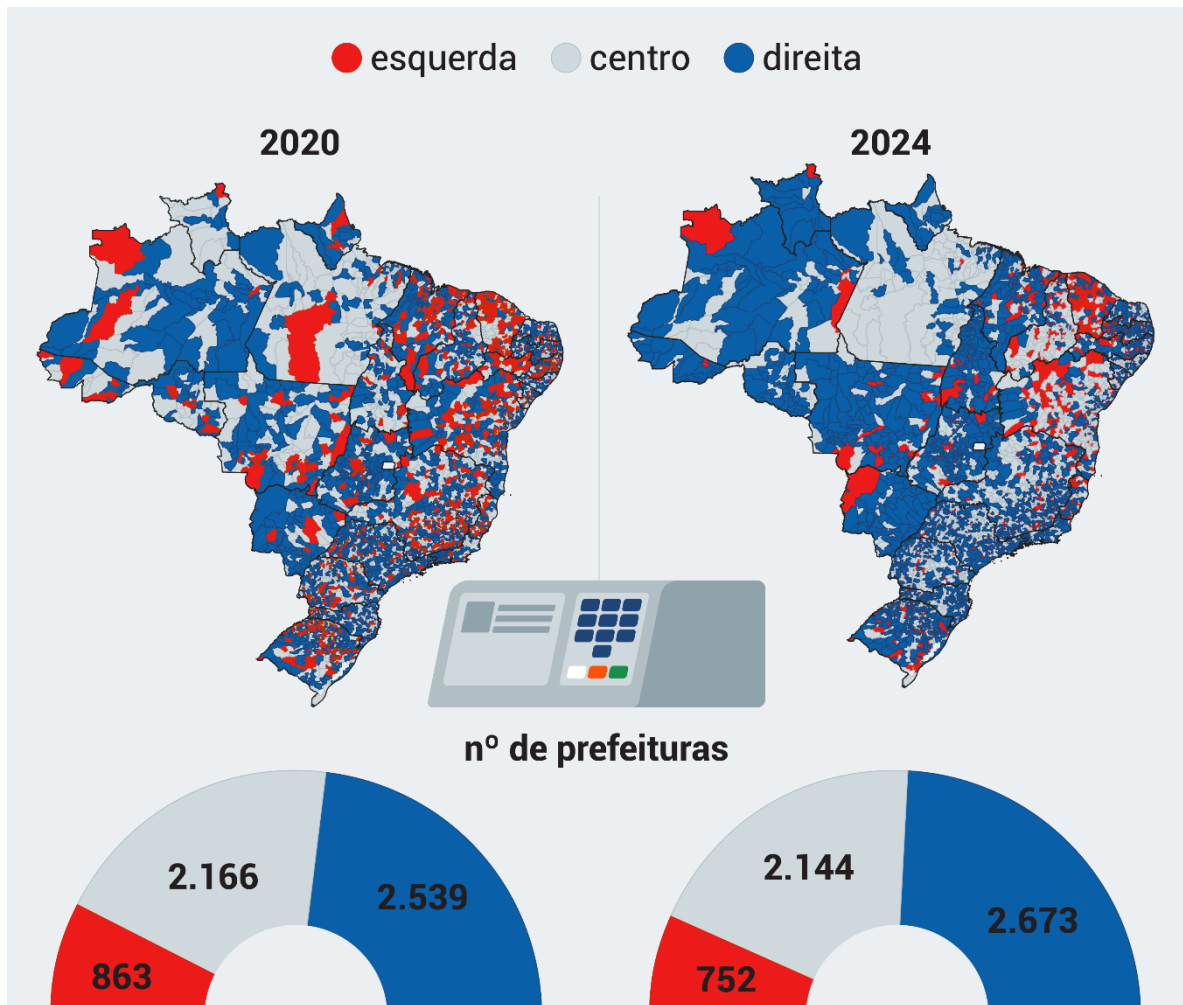 esquerda centro direita
2020 2024
nº de prefeituras
2.166 2.539 2.144 2.673
863 752